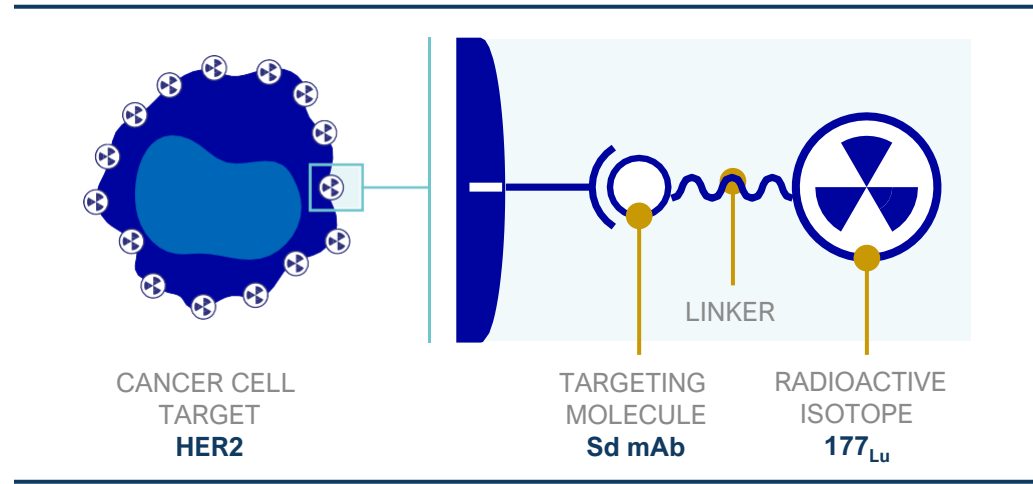 LINKER
CANCER CELL
TARGET
HER2
TARGETING
MOLECULE
Sd mAb
RADIOACTIVE
ISOTOPE
177Lu